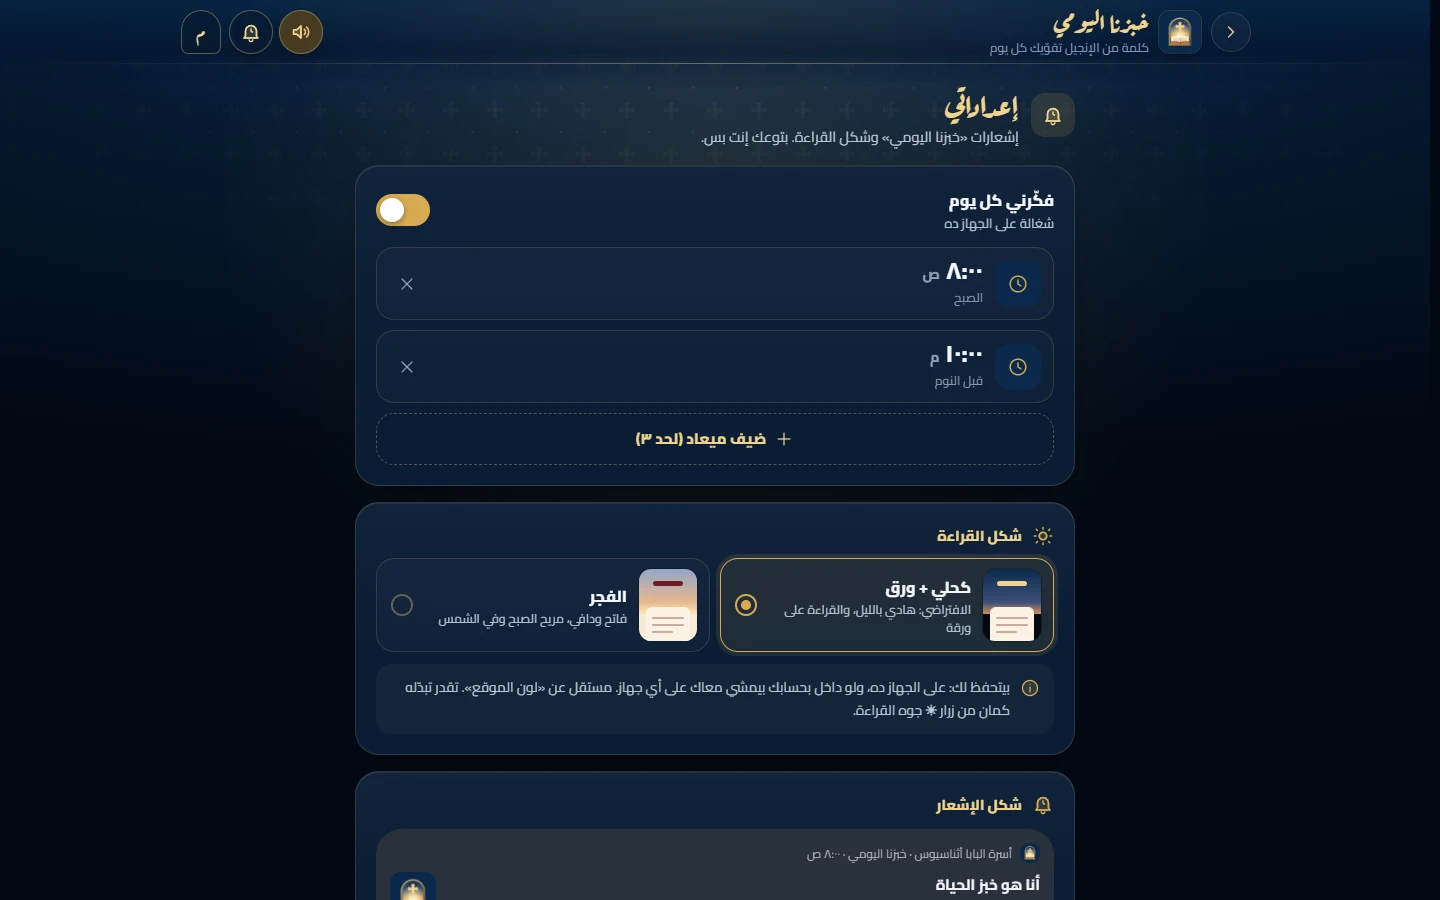 خبزنا اليومي
كلمة من الإنجيل تقوّيك كل يوم
م
إعداداتي
إشعارات «خبزنا اليومي» وشكل القراءة. بتوعك إنت بس.
فكّرني كل يوم
شغالة على الجهاز ده
٨:٠٠ ص
الصبح
١٠:٠٠ م
قبل النوم
ضيف ميعاد (لحد ٣)
شكل القراءة
كحلي + ورق
الافتراضي: هادي بالليل، والقراءة على
ورقة
الفجر
فاتح ودافي، مريح الصبح وفي الشمس
بيتحفظ لك: على الجهاز ده، ولو داخل بحسابك بيمشي معاك على أي جهاز. مستقل عن «لون الموقع». تقدر تبدّله
كمان من زرار ☀ جوه القراءة.
شكل الإشعار
أسرة البابا أثناسيوس · خبزنا اليومي · ٨:٠٠ ص
أنا هو خبز الحياة